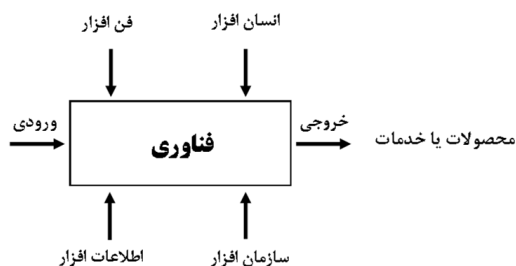 انسان افزار
فن افزار
ورودی
فناوری
خروجی
محصولات یا خدمات
سازمان افزار
اطلاعات افزار